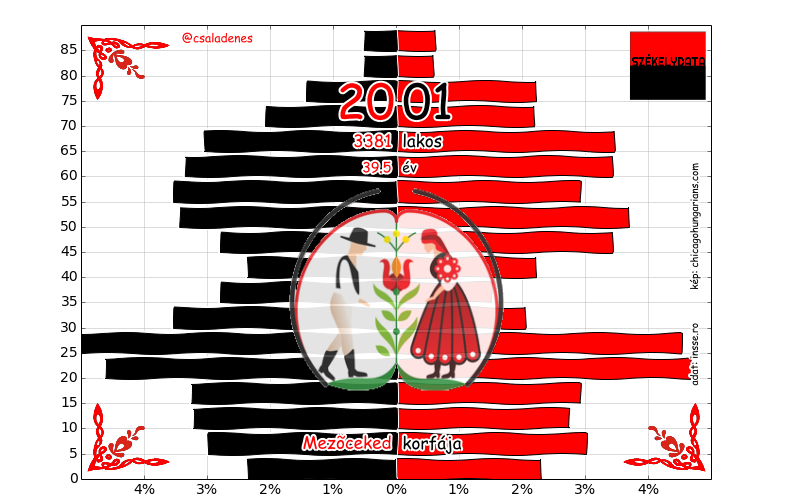 @csaladenes
SZÉKELYDATA
2001
3381 lakos
39.5 év
kép: chicagohungarians.com
adat: insse.ro
Mezőceked korfája
85
80
75
70
65
60
55
50
45
40
35
30
25
20
15
10
5
0
4% 3% 2% 1% 0% 1% 2% 3% 4%